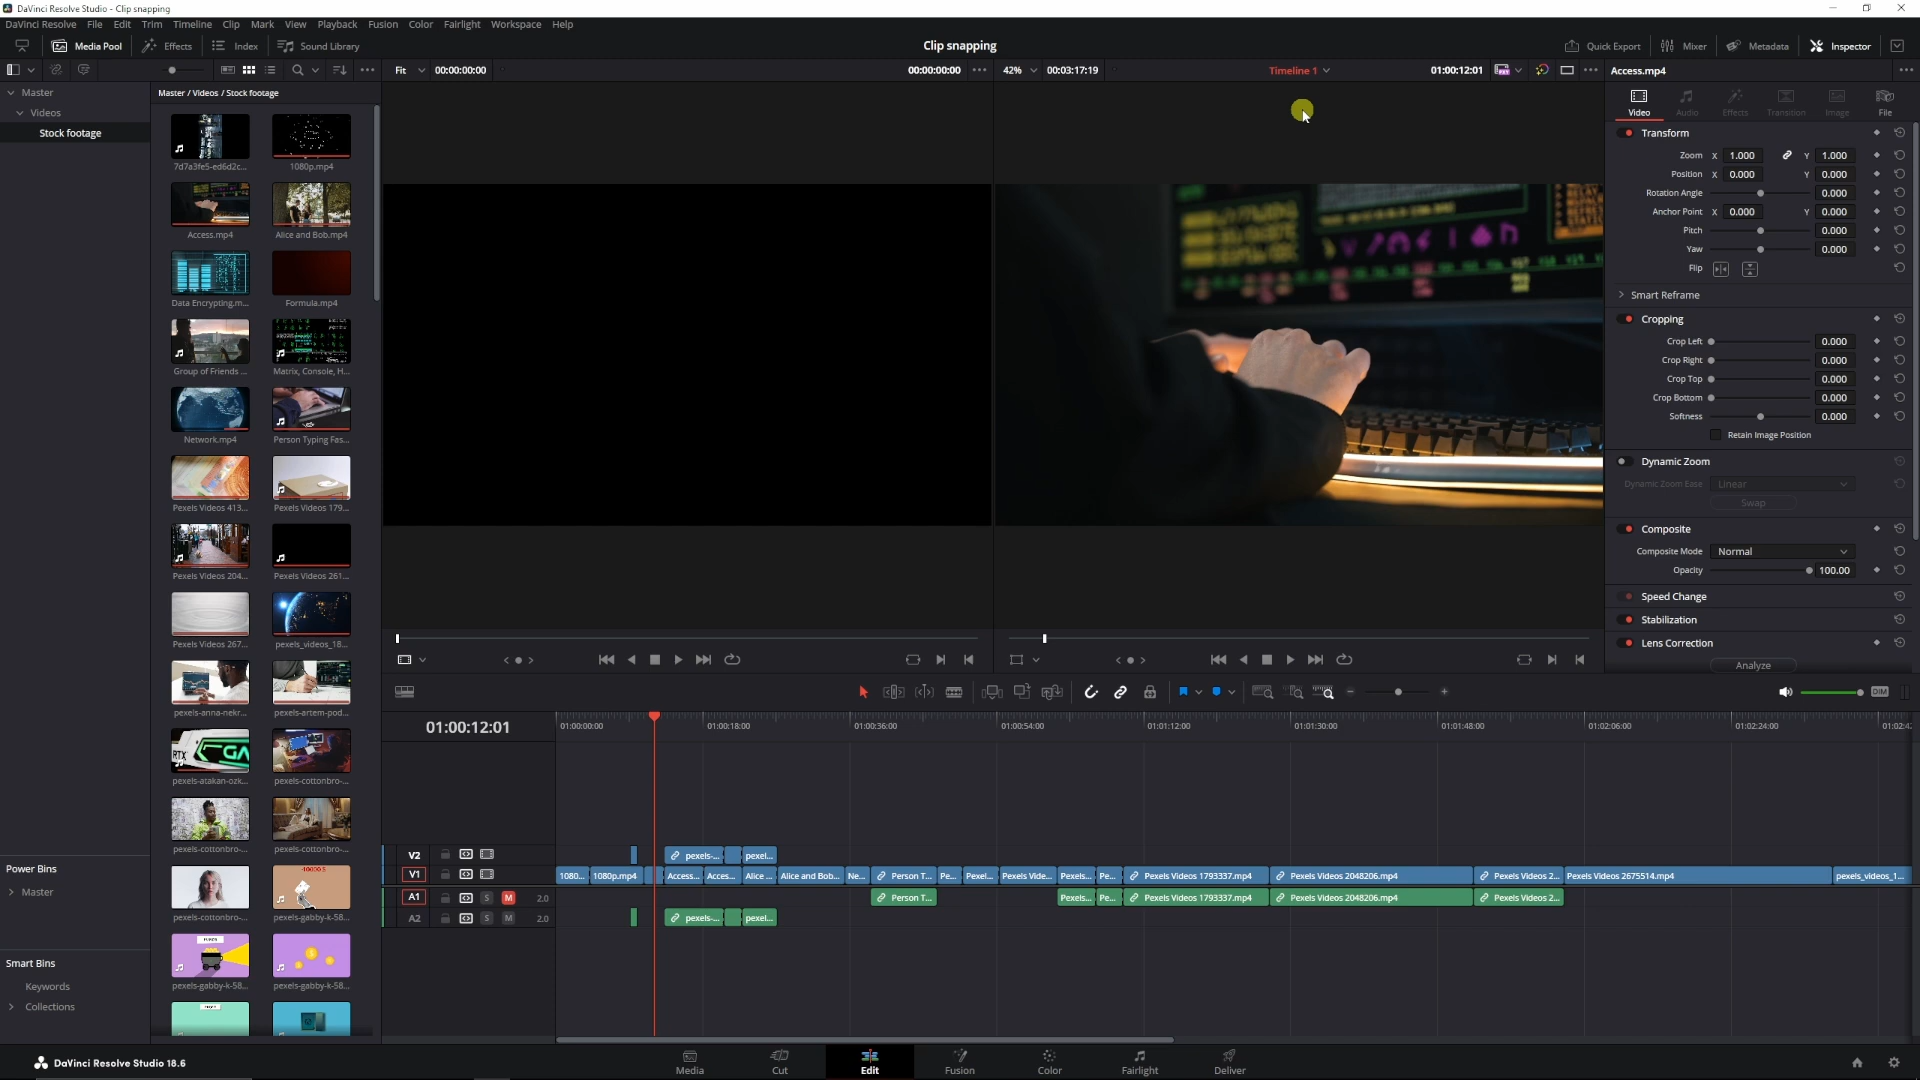 DaVinci Resolve Studio - Clip snapping
DaVinci Resolve File Edit Trim Timeline Clip Mark View Playback Fusion Color Fairlight Workspace Help
Media Pool Effects Index Sound Library Clip snapping Quick Export Mixer Metadata Inspector
Fit 00:00:00:00 00:00:00:00 42% 00:03:17:19 Timeline 1 01:00:12:01 Access.mp4
Master
Videos
Stock footage
Master / Videos / Stock footage
7d7a3fe5-ed6d2c... 1080p.mp4
Access.mp4 Alice and Bob.mp4
Data Encrypting.m... Formula.mp4
Group of Friends ... Matrix, Console, H...
Network.mp4 Person Typing Fas...
Pexels Videos 413... Pexels Videos 179...
Pexels Videos 204... Pexels Videos 261...
Pexels Videos 267... pexels_videos_18...
pexels-anna-nekr... pexels-artem-pod...
pexels-atakan-ozk... pexels-cottonbro-...
pexels-cottonbro-... pexels-cottonbro-...
pexels-cottonbro-... pexels-gabby-k-58...
pexels-gabby-k-58... pexels-gabby-k-58...
Power Bins
Master
Smart Bins
Keywords
Collections
Video Audio Effects Transition Image File
Transform
Zoom X 1.000 Y 1.000
Position X 0.000 Y 0.000
Rotation Angle 0.000
Anchor Point X 0.000 Y 0.000
Pitch 0.000
Yaw 0.000
Flip
Smart Reframe
Cropping
Crop Left 0.000
Crop Right 0.000
Crop Top 0.000
Crop Bottom 0.000
Softness 0.000
Retain Image Position
Dynamic Zoom
Dynamic Zoom Ease Linear
Swap
Composite
Composite Mode Normal
Opacity 100.00
Speed Change
Stabilization
Lens Correction
Analyze
DIM
01:00:12:01 01:00:00:00 01:00:18:00 01:00:36:00 01:00:54:00 01:01:12:00 01:01:30:00 01:01:48:00 01:02:06:00 01:02:24:00 01:02:4
V2 pexels-... pexel...
V1 1080... 1080p.mp4 Access... Acces... Alice ... Alice and Bob... Ne... Person T... Pe... Pexel... Pexels Vide... Pexels... Pe... Pexels Videos 1793337.mp4 Pexels Videos 2048206.mp4 Pexels Videos 2... Pexels Videos 2675514.mp4 pexels_videos_1...
A1 S M 2.0 Person T... Pexels... Pe... Pexels Videos 1793337.mp4 Pexels Videos 2048206.mp4 Pexels Videos 2...
A2 S M 2.0 pexels-... pexel...
DaVinci Resolve Studio 18.6
Media Cut Edit Fusion Color Fairlight Deliver